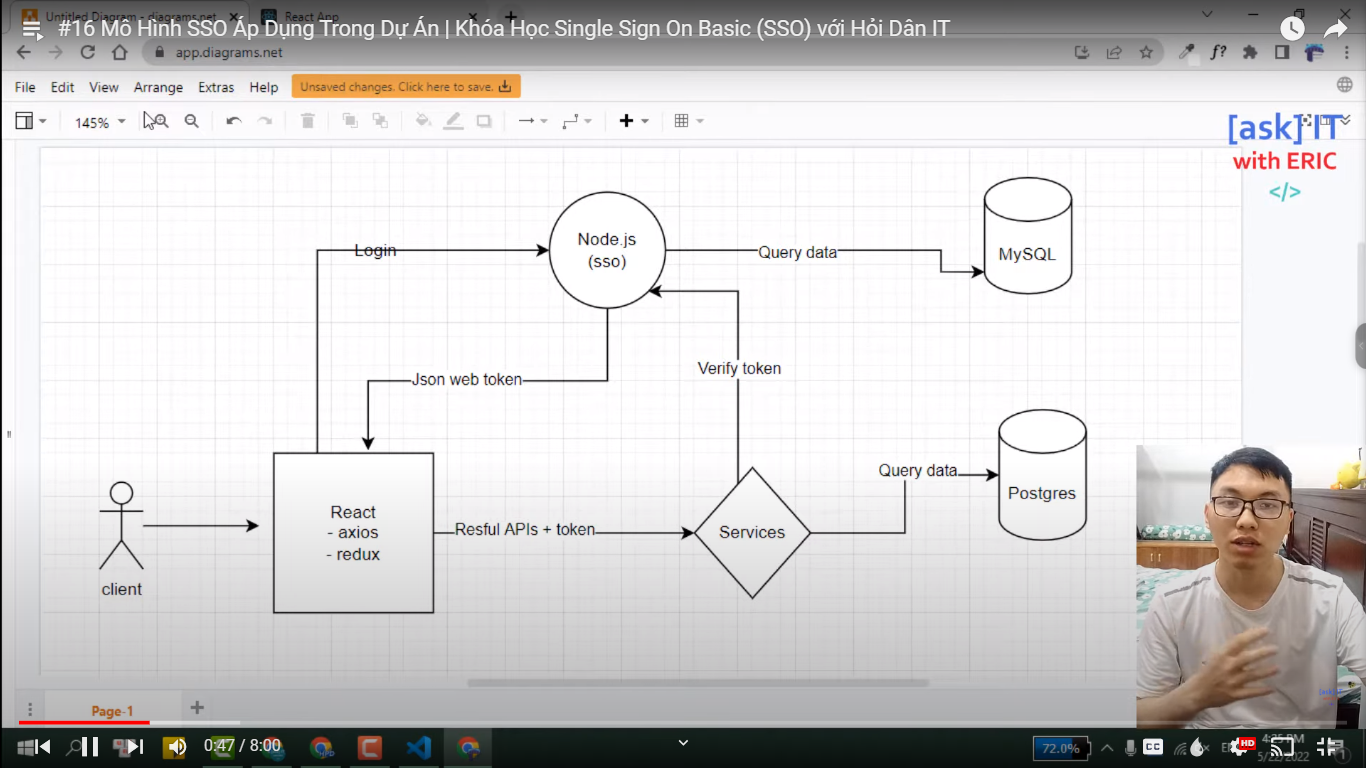 Untitled Diagram - diagrams.net
React App
#16 Mô Hình SSO Áp Dụng Trong Dự Án | Khóa Học Single Sign On Basic (SSO) với Hỏi Dân IT
app.diagrams.net
f?
File Edit View Arrange Extras Help
Unsaved changes. Click here to save.
145%
[ask] IT
with ERIC
</>
Login
Node.js
(sso)
Query data
MySQL
Json web token
Verify token
Query data
Postgres
React
- axios
- redux
Resful APIs + token
Services
client
Page-1
0:47 / 8:00
72.0%
CC
HD
4:25 PM
5/22/2022